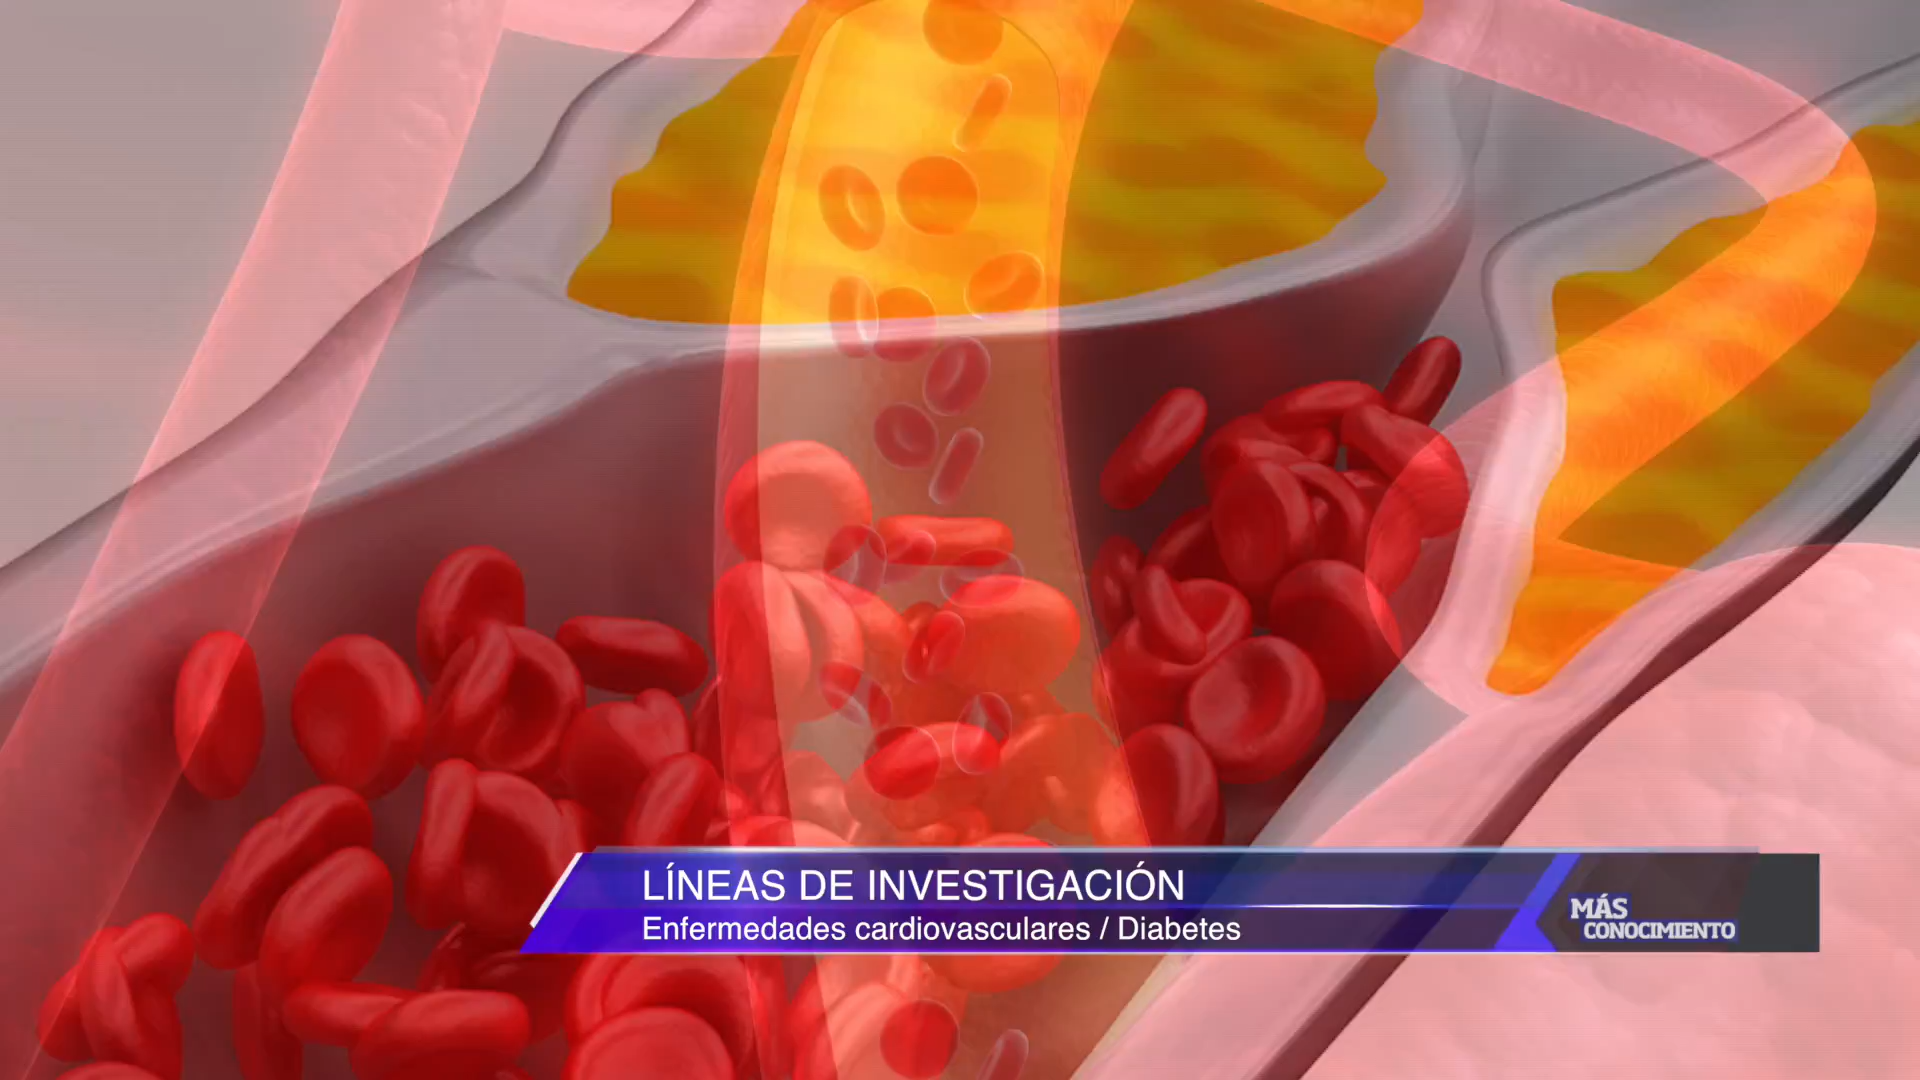 LÍNEAS DE INVESTIGACIÓN
Enfermedades cardiovasculares / Diabetes
MÁS
CONOCIMIENTO